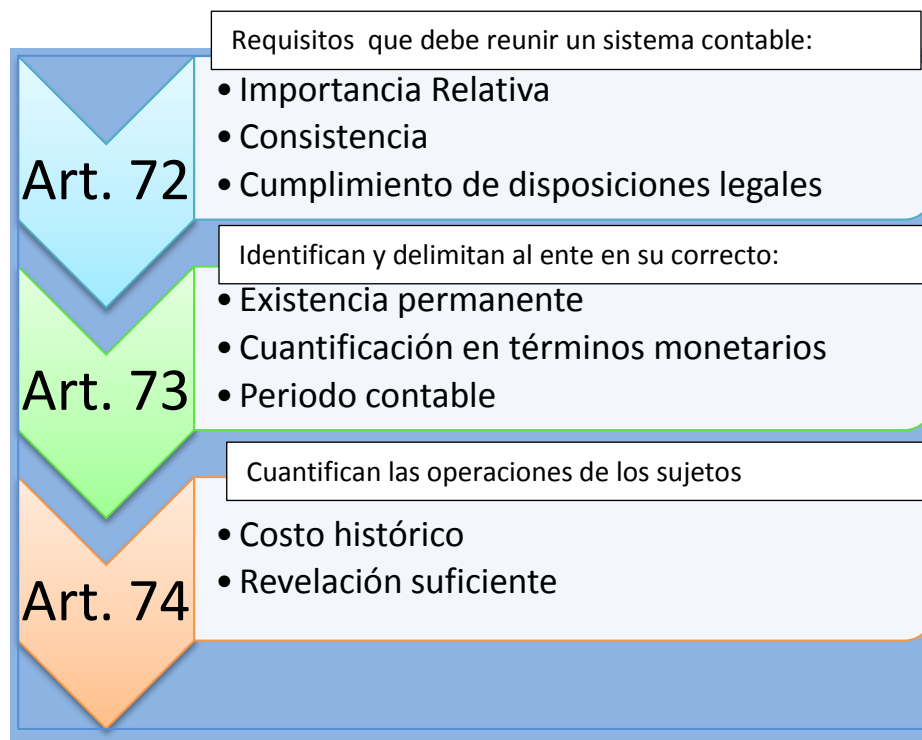 Requisitos que debe reunir un sistema contable:
Art. 72
• Importancia Relativa
• Consistencia
• Cumplimiento de disposiciones legales
Identifican y delimitan al ente en su correcto:
Art. 73
• Existencia permanente
• Cuantificación en términos monetarios
• Periodo contable
Cuantifican las operaciones de los sujetos
Art. 74
• Costo histórico
• Revelación suficiente